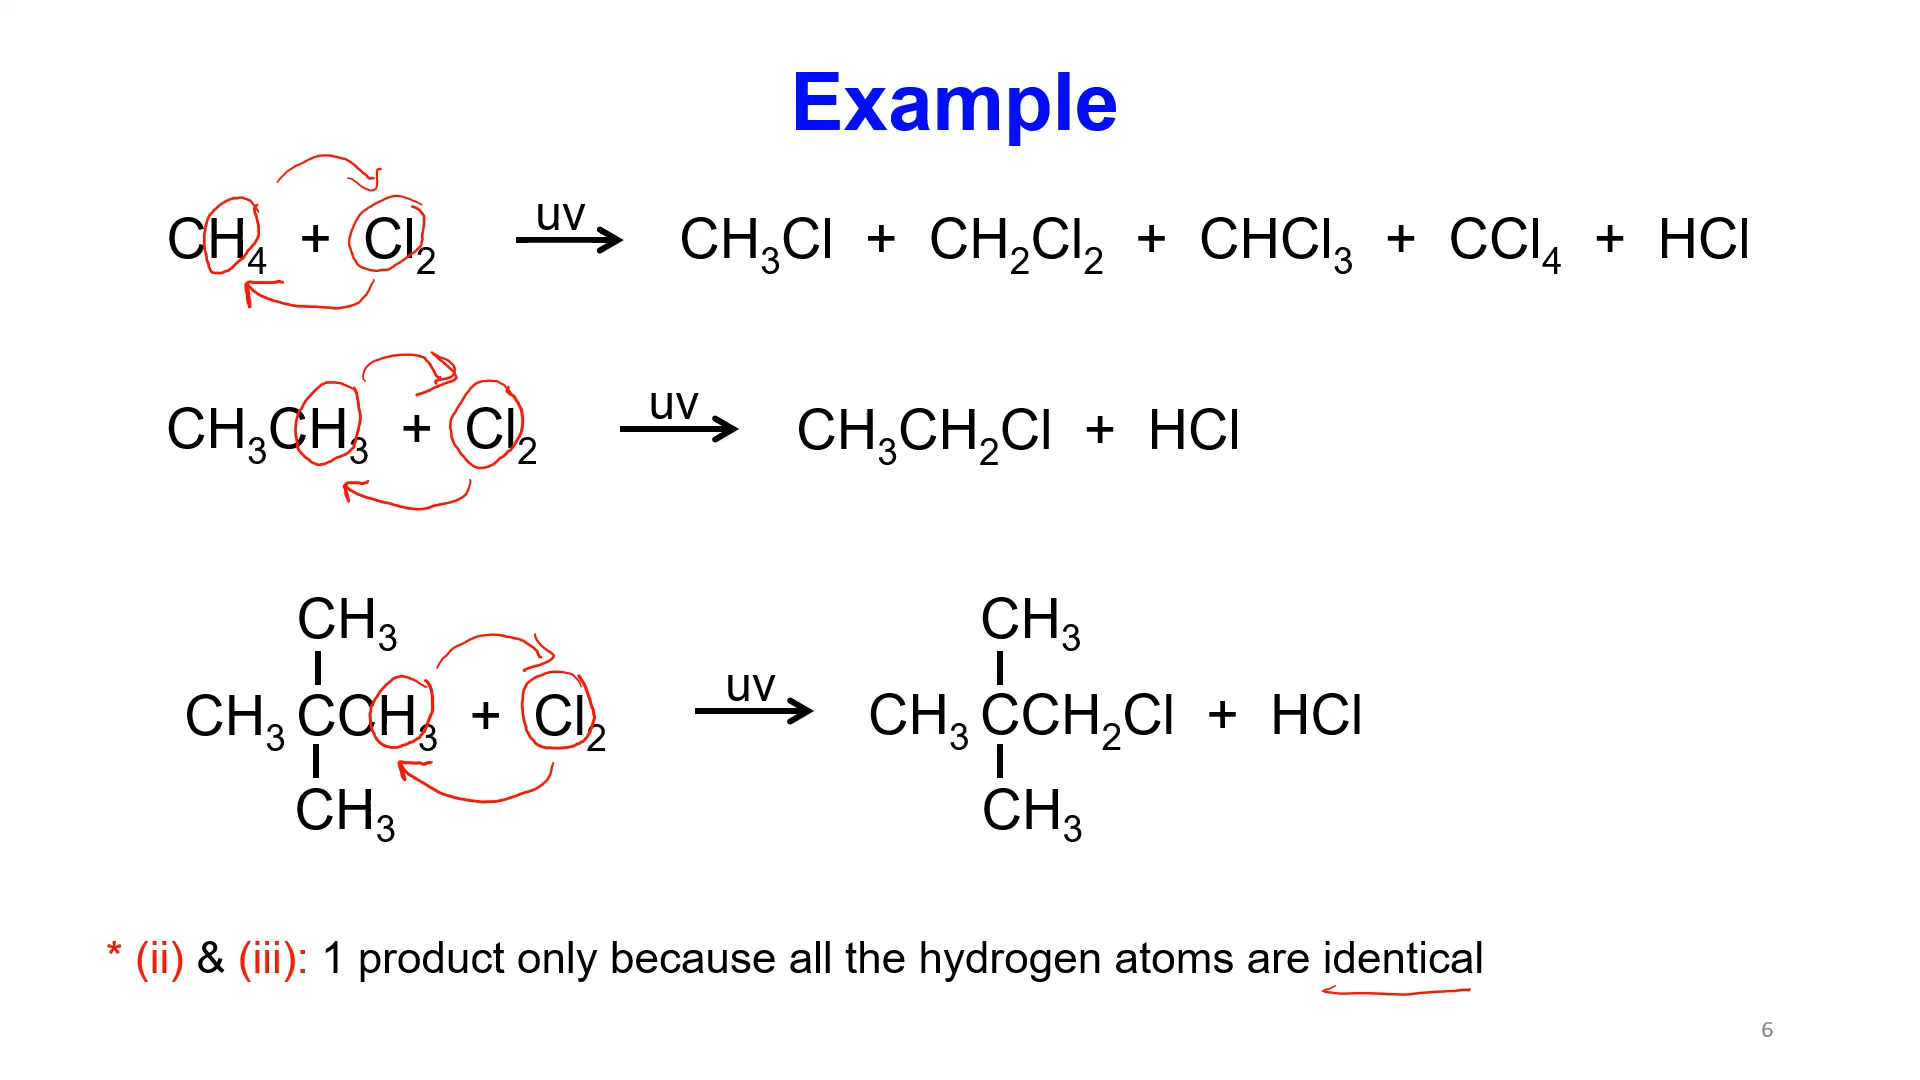 Example
CH₄ + Cl₂ uv CH₃Cl + CH₂Cl₂ + CHCl₃ + CCl₄ + HCl
CH₃CH₃ + Cl₂ uv CH₃CH₂Cl + HCl
CH₃ CH₃
CH₃ CCH₃ + Cl₂ uv CH₃ CCH₂Cl + HCl
CH₃ CH₃
* (ii) & (iii): 1 product only because all the hydrogen atoms are identical
6